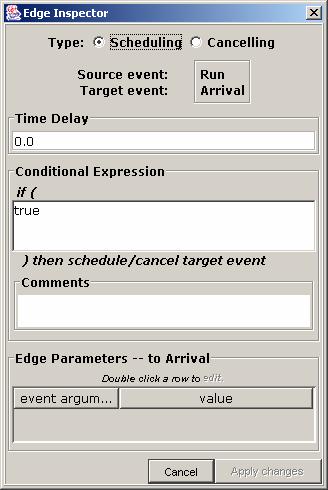 Edge Inspector
Type: Scheduling Cancelling
Source event: Run
Target event: Arrival
Time Delay
0.0
Conditional Expression
if (
true
) then schedule/cancel target event
Comments
Edge Parameters -- to Arrival
Double click a row to edit.
event argum... value
Cancel Apply changes